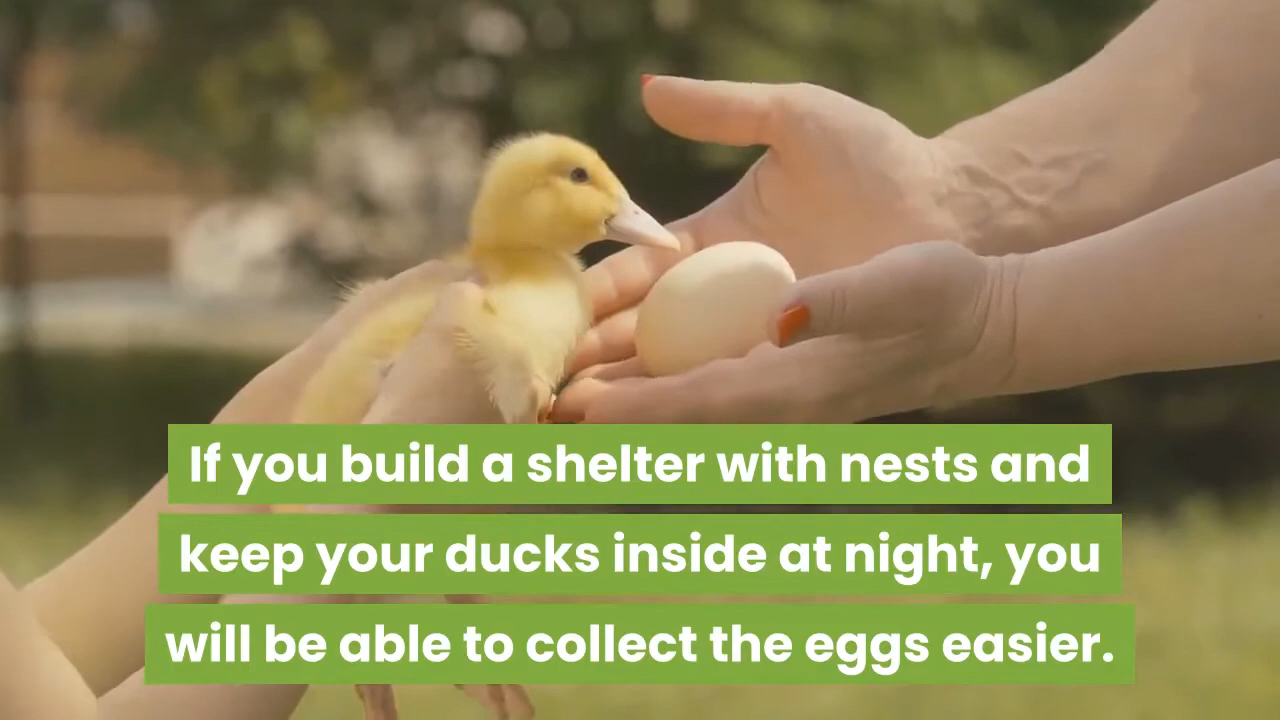 If you build a shelter with nests and
keep your ducks inside at night, you
will be able to collect the eggs easier.